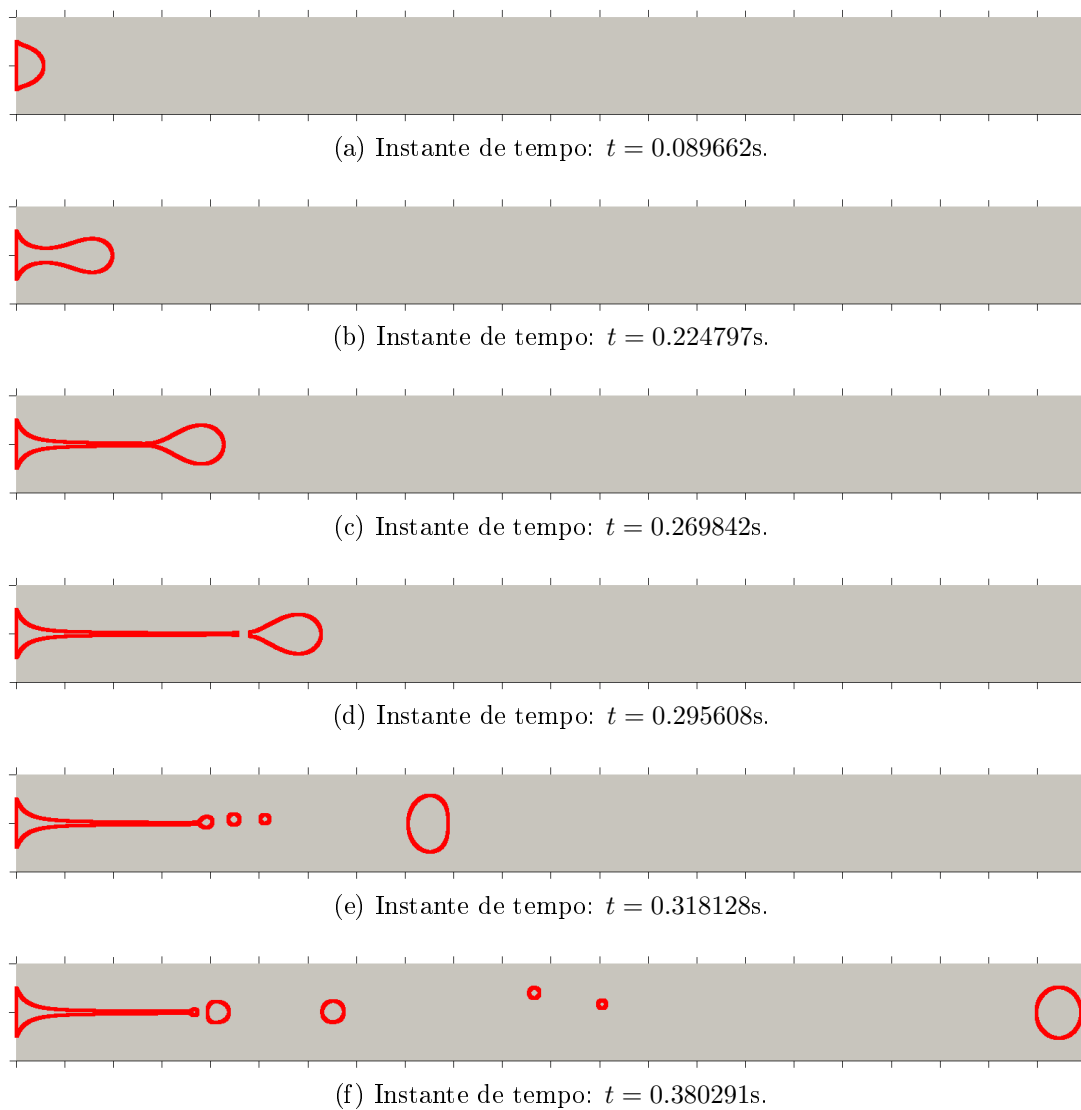 (a) Instante de tempo: t = 0.089662s.
(b) Instante de tempo: t = 0.224797s.
(c) Instante de tempo: t = 0.269842s.
(d) Instante de tempo: t = 0.295608s.
(e) Instante de tempo: t = 0.318128s.
(f) Instante de tempo: t = 0.380291s.